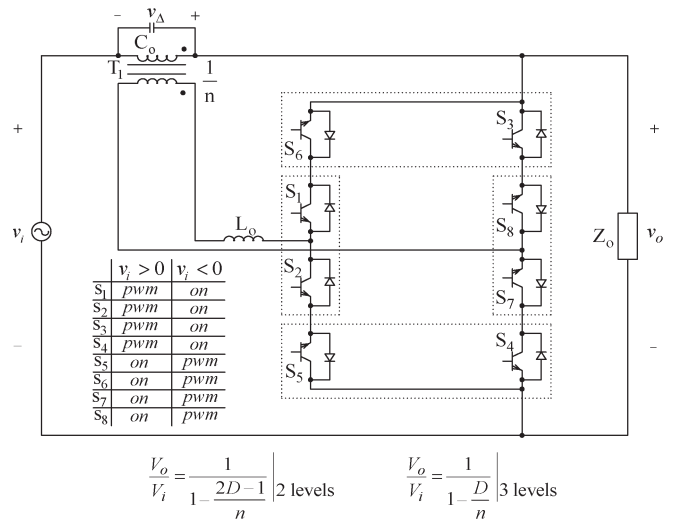 - v_Δ +
C_o
T_1
1/n
S_6
S_3
+
+
S_1
L_o
S_8
v_i
Z_o
v_o
S_2
S_7
v_i > 0 v_i < 0
S_1 pwm on
S_2 pwm on
S_3 pwm on
S_4 pwm on
S_5 on pwm
S_6 on pwm
S_7 on pwm
S_8 on pwm
S_5
S_4
−
−
V_o/V_i = 1/(1 − (2D−1)/n) | 2 levels
V_o/V_i = 1/(1 − D/n) | 3 levels